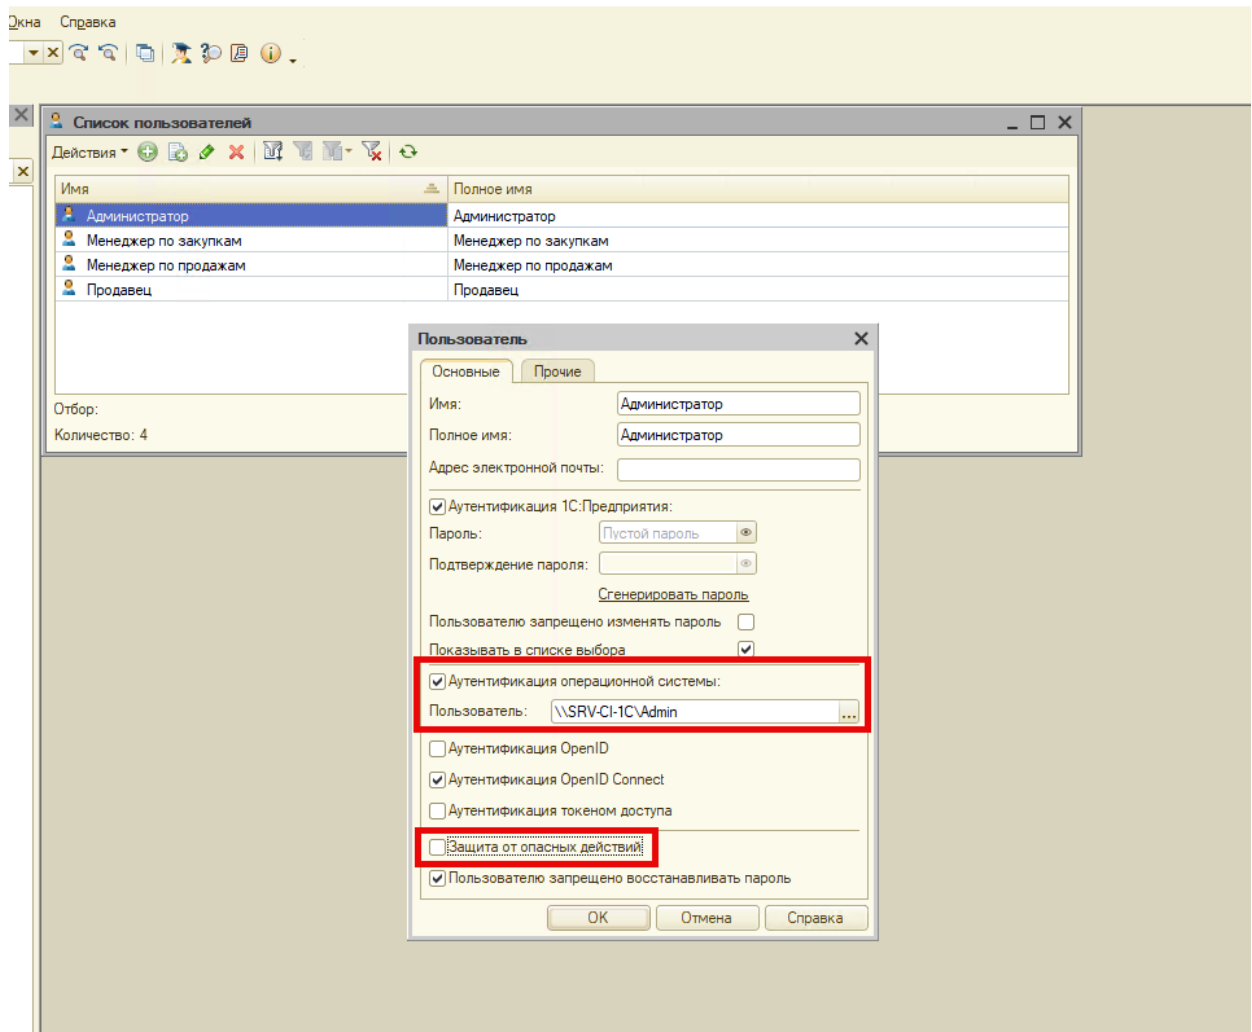 Окна Справка
Список пользователей
Действия
Имя Полное имя
Администратор Администратор
Менеджер по закупкам Менеджер по закупкам
Менеджер по продажам Менеджер по продажам
Продавец Продавец
Отбор:
Количество: 4
Пользователь
Основные Прочие
Имя: Администратор
Полное имя: Администратор
Адрес электронной почты:
Аутентификация 1С:Предприятия:
Пароль: Пустой пароль
Подтверждение пароля:
Сгенерировать пароль
Пользователю запрещено изменять пароль
Показывать в списке выбора
Аутентификация операционной системы:
Пользователь: \\SRV-CI-1C\Admin ...
Аутентификация OpenID
Аутентификация OpenID Connect
Аутентификация токеном доступа
Защита от опасных действий
Пользователю запрещено восстанавливать пароль
OK Отмена Справка